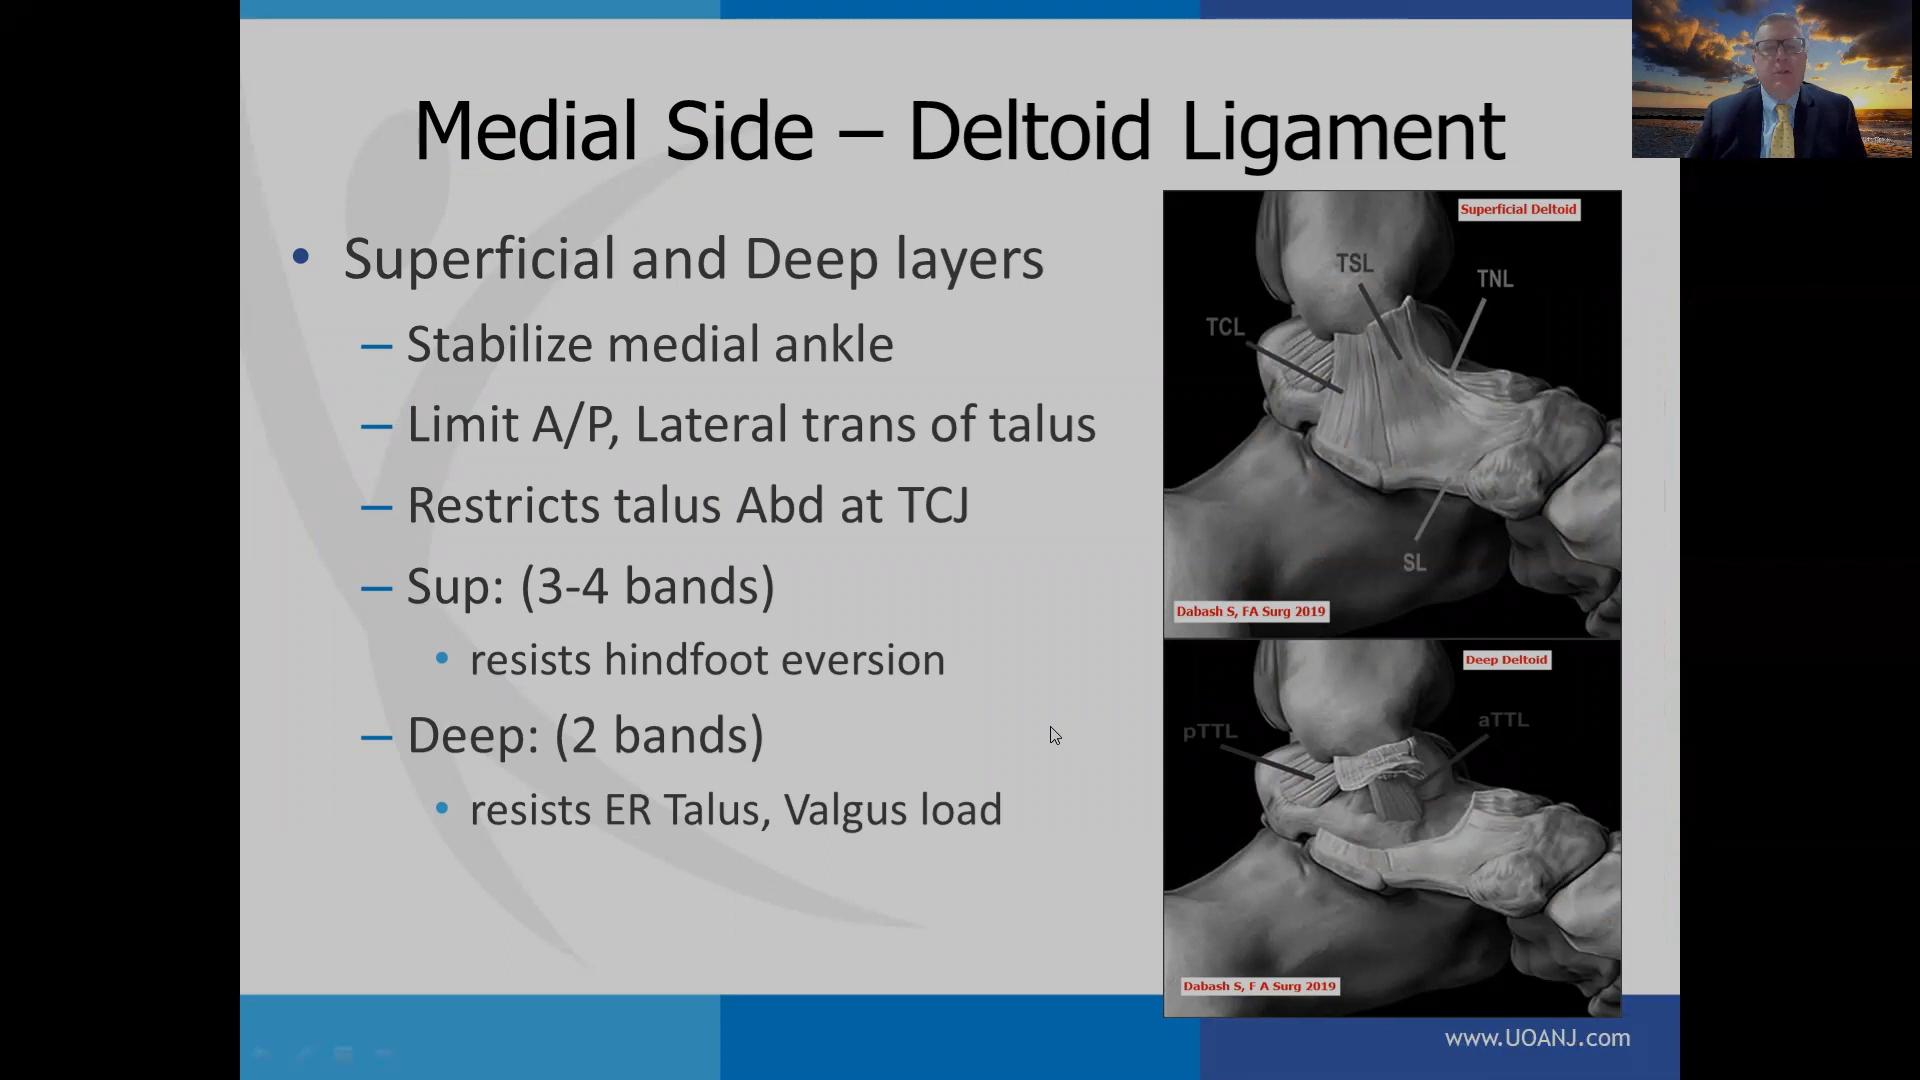 Medial Side – Deltoid Ligament
• Superficial and Deep layers
– Stabilize medial ankle
– Limit A/P, Lateral trans of talus
– Restricts talus Abd at TCJ
– Sup: (3-4 bands)
• resists hindfoot eversion
– Deep: (2 bands)
• resists ER Talus, Valgus load
Superficial Deltoid
TSL
TNL
TCL
SL
Dabash S, FA Surg 2019
Deep Deltoid
pTTL
aTTL
Dabash S, F A Surg 2019
www.UOANJ.com